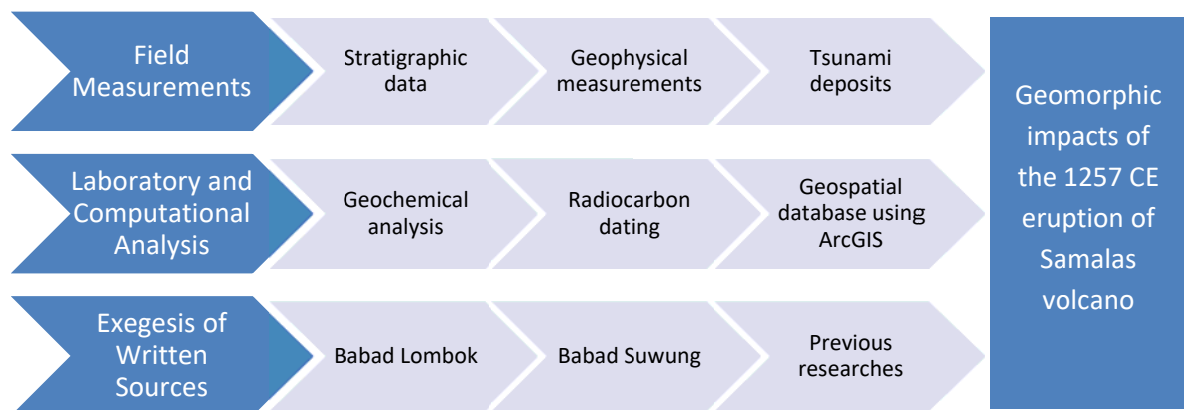 Field
Measurements
Stratigraphic
data
Geophysical
measurements
Tsunami
deposits
Laboratory and
Computational
Analysis
Geochemical
analysis
Radiocarbon
dating
Geospatial
database using
ArcGIS
Exegesis of
Written
Sources
Babad Lombok
Babad Suwung
Previous
researches
Geomorphic
impacts of
the 1257 CE
eruption of
Samalas
volcano